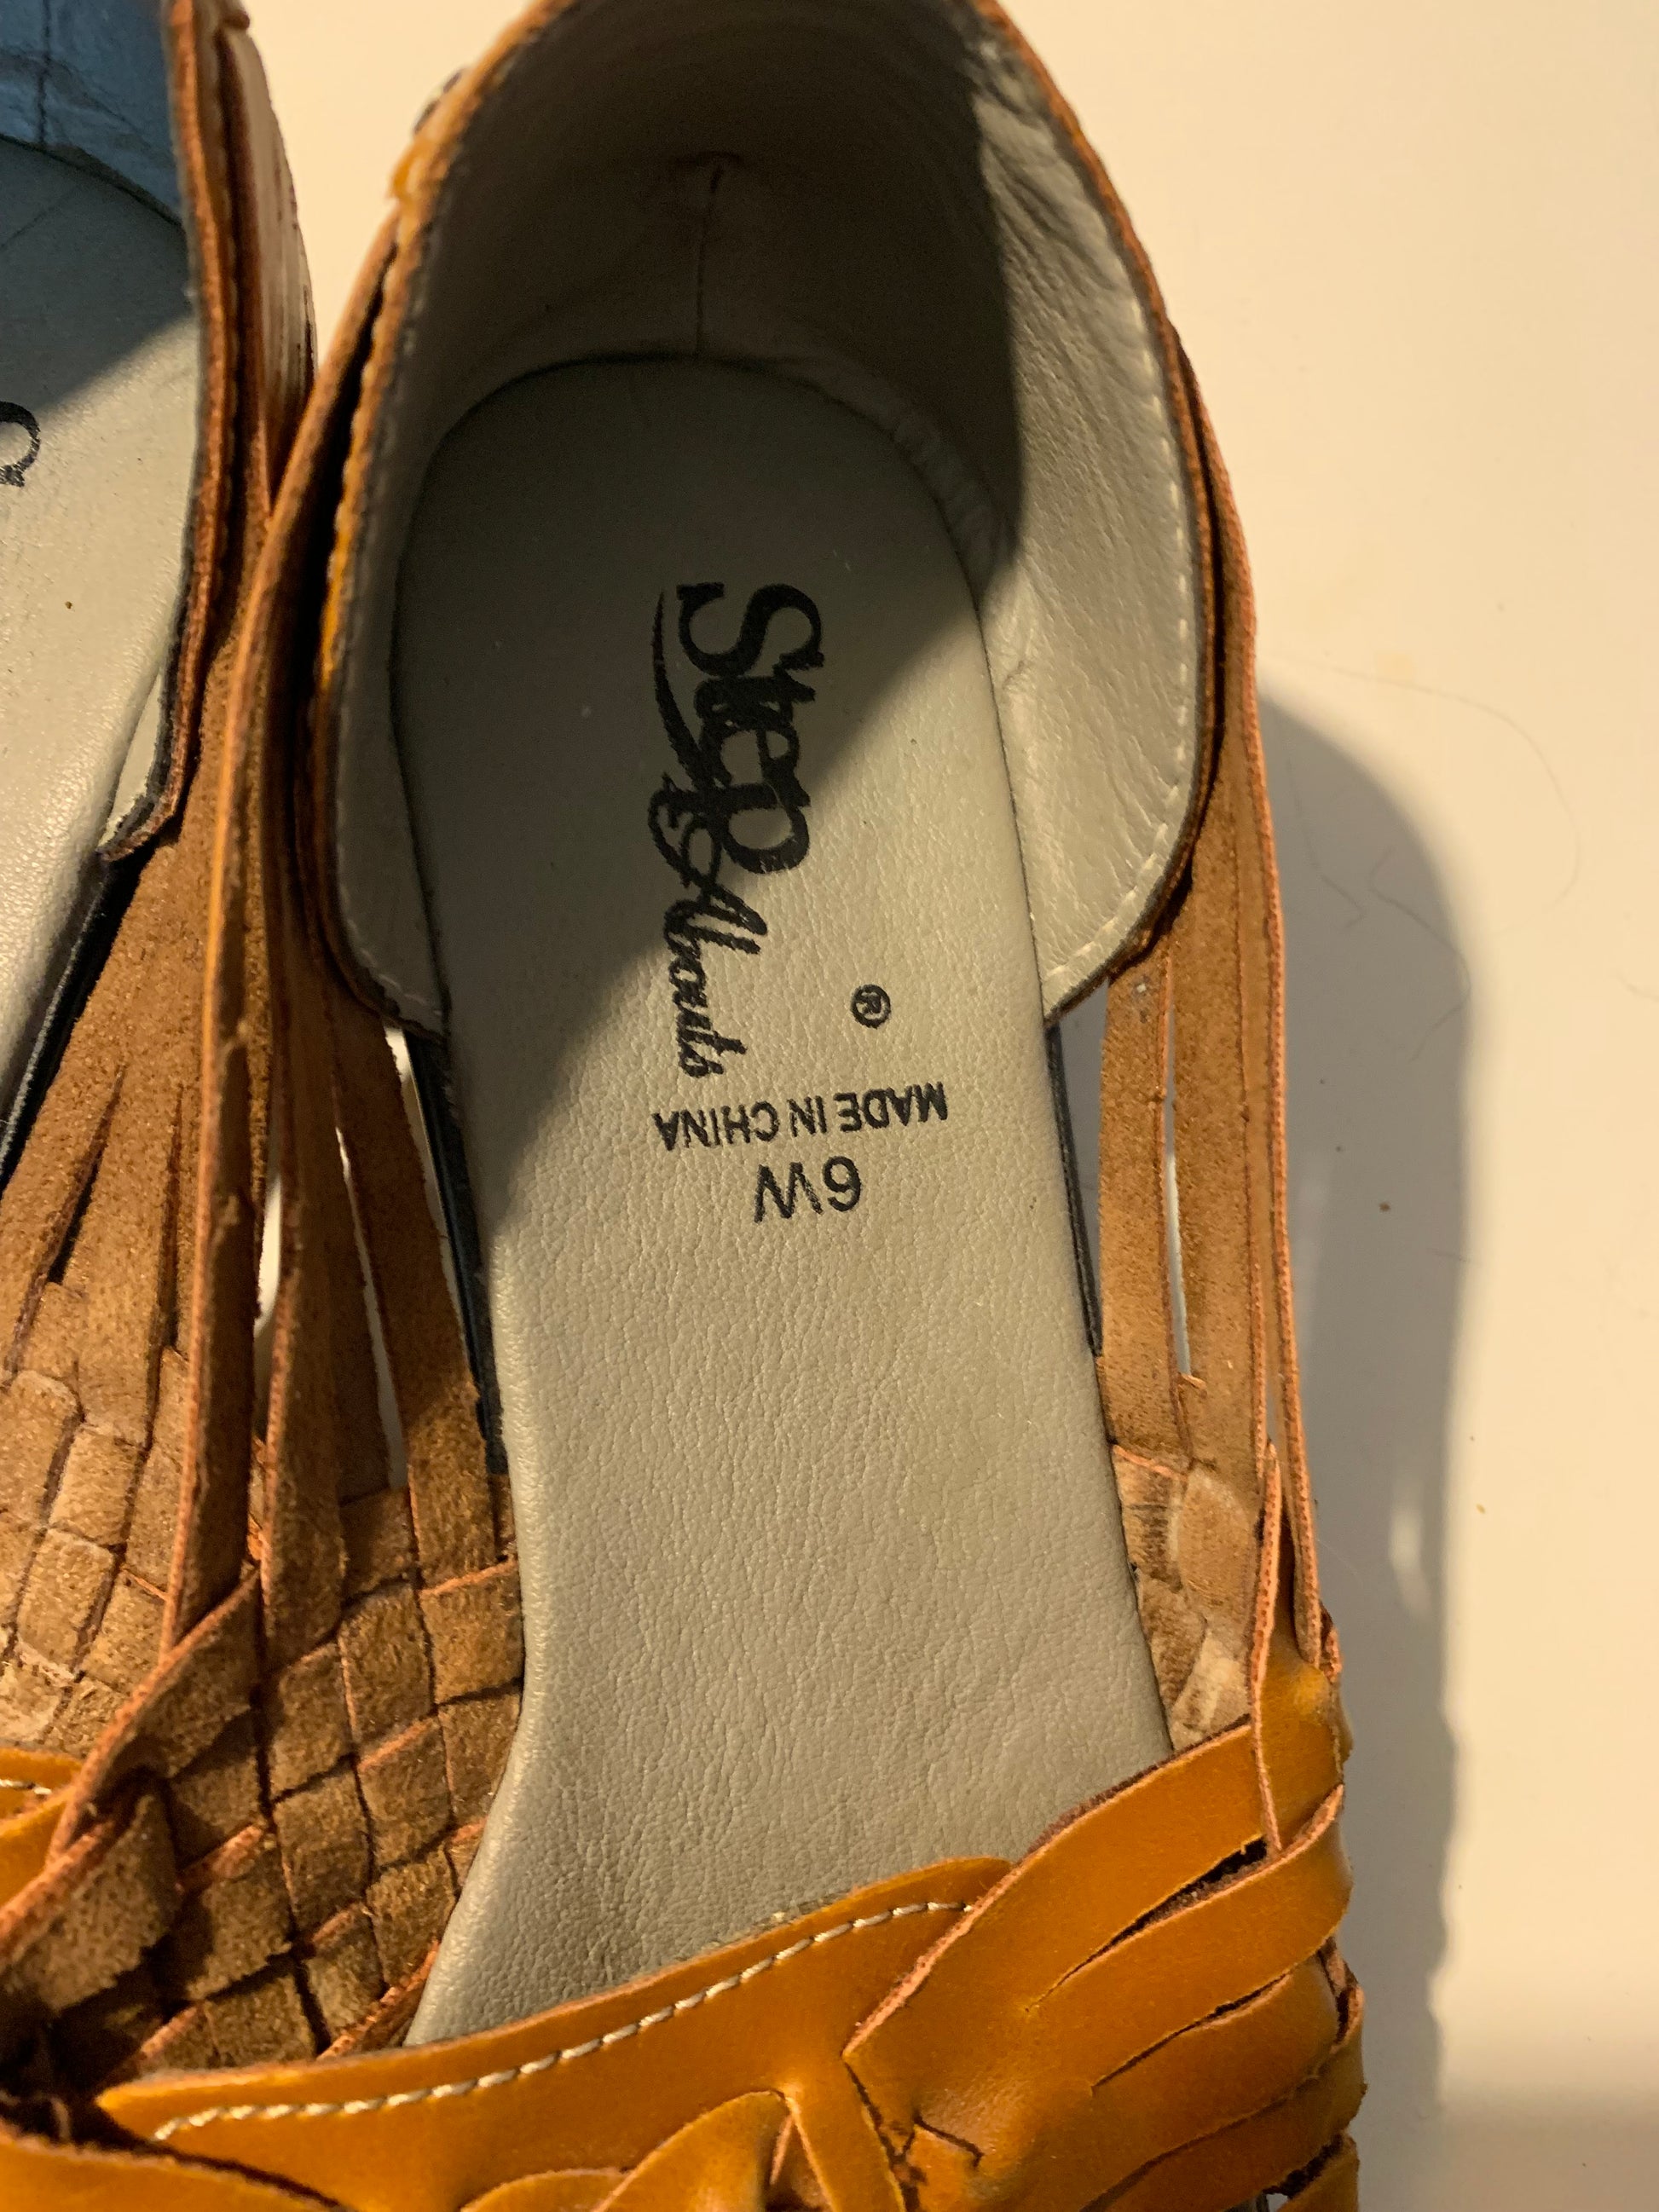 Step
Abouts
®
MADE IN CHINA
6W
s